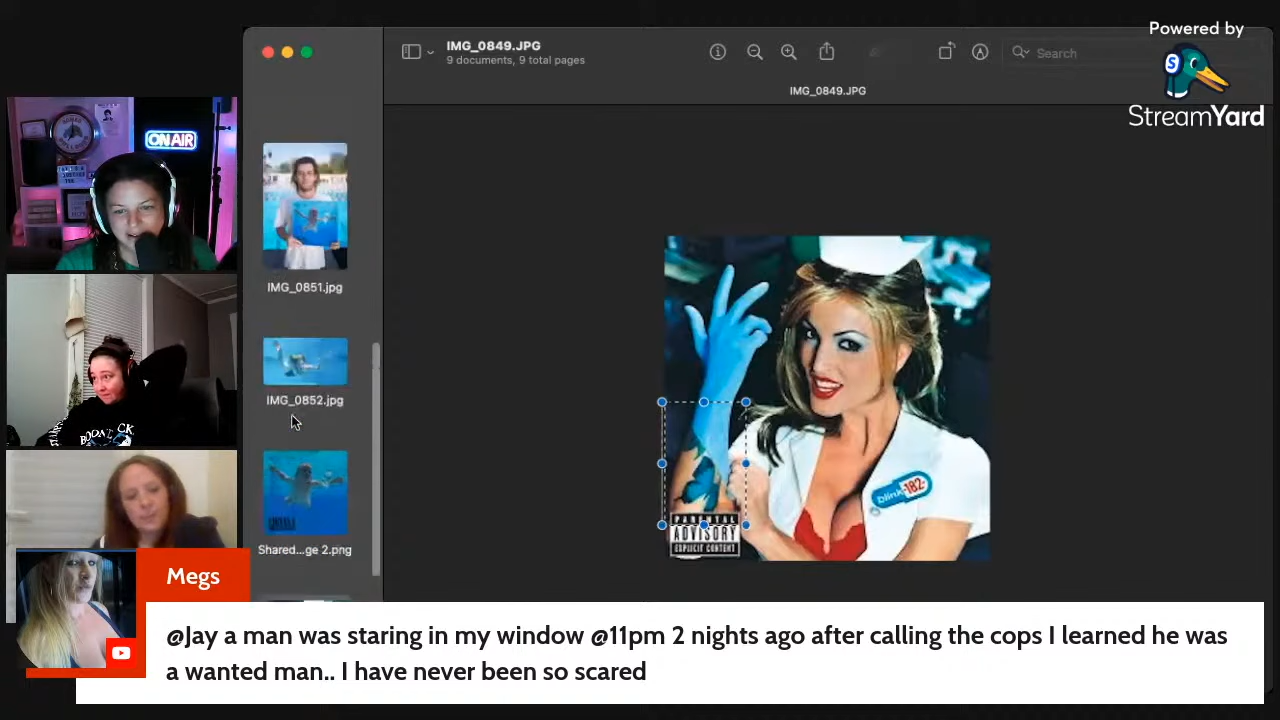 IMG_0849.JPG
9 documents, 9 total pages
Search
IMG_0849.JPG
Powered by
S
StreamYard
ON AIR
IMG_0851.jpg
IMG_0852.jpg
NIRVANA
Shared...ge 2.png
blink-182
PARENTAL
ADVISORY
EXPLICIT CONTENT
Megs
@Jay a man was staring in my window @11pm 2 nights ago after calling the cops I learned he was
a wanted man.. I have never been so scared